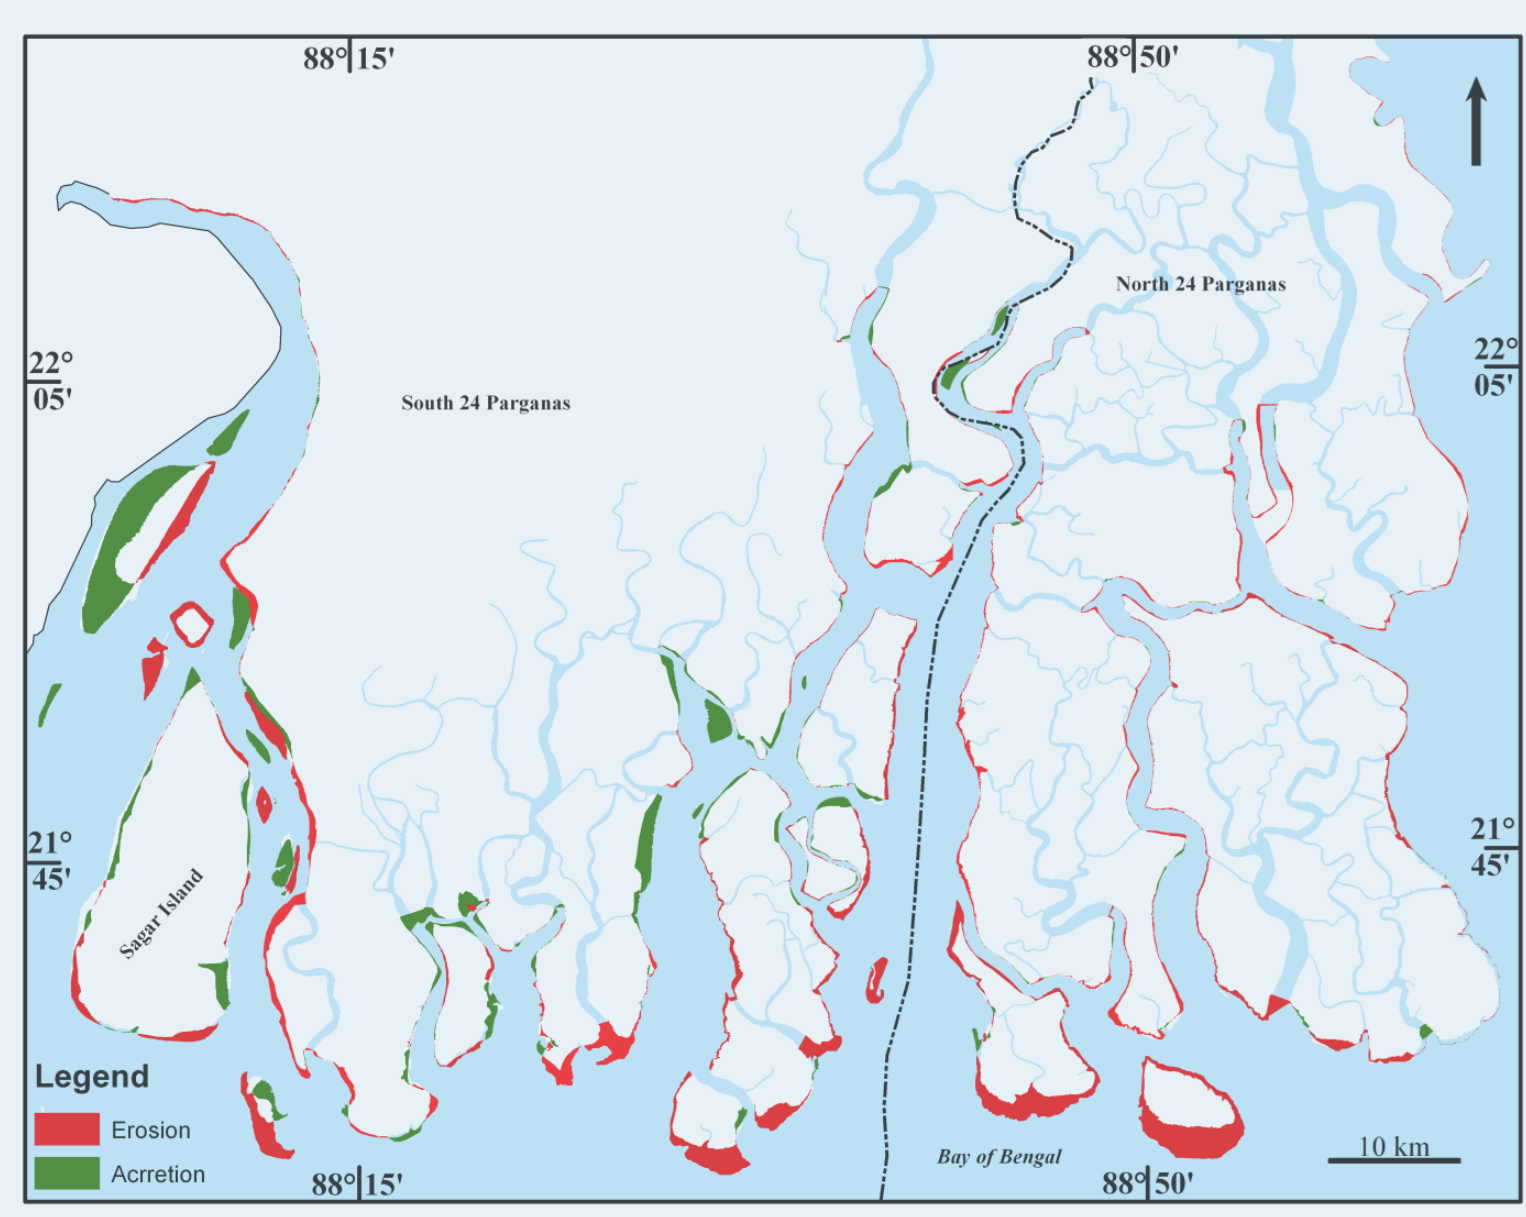 88° 15'
88° 50'
North 24 Parganas
22°
05'
22°
05'
South 24 Parganas
21°
45'
21°
45'
Sagar Island
Legend
Erosion
Acrretion
Bay of Bengal
10 km
88° 15'
88° 50'